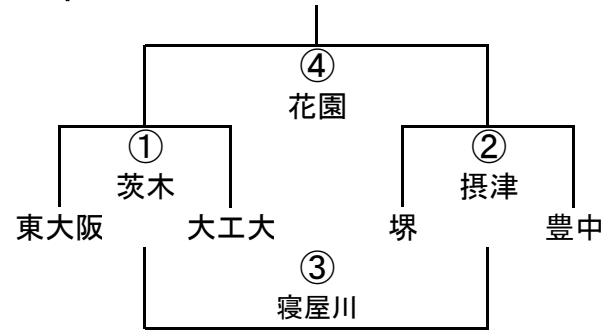 ④
花園
① ②
茨木 摂津
東大阪 大工大 堺 豊中
③
寝屋川